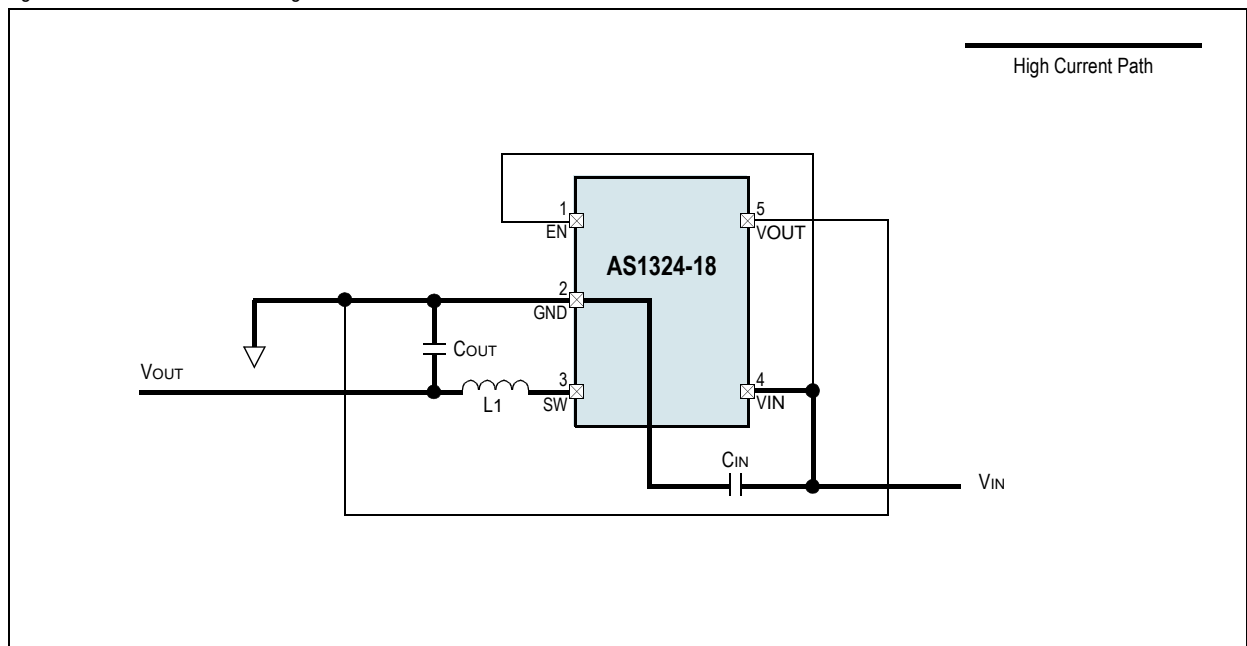 High Current Path
1
EN
5
VOUT
AS1324-18
2
GND
COUT
VOUT
3
SW
L1
4
VIN
CIN
VIN